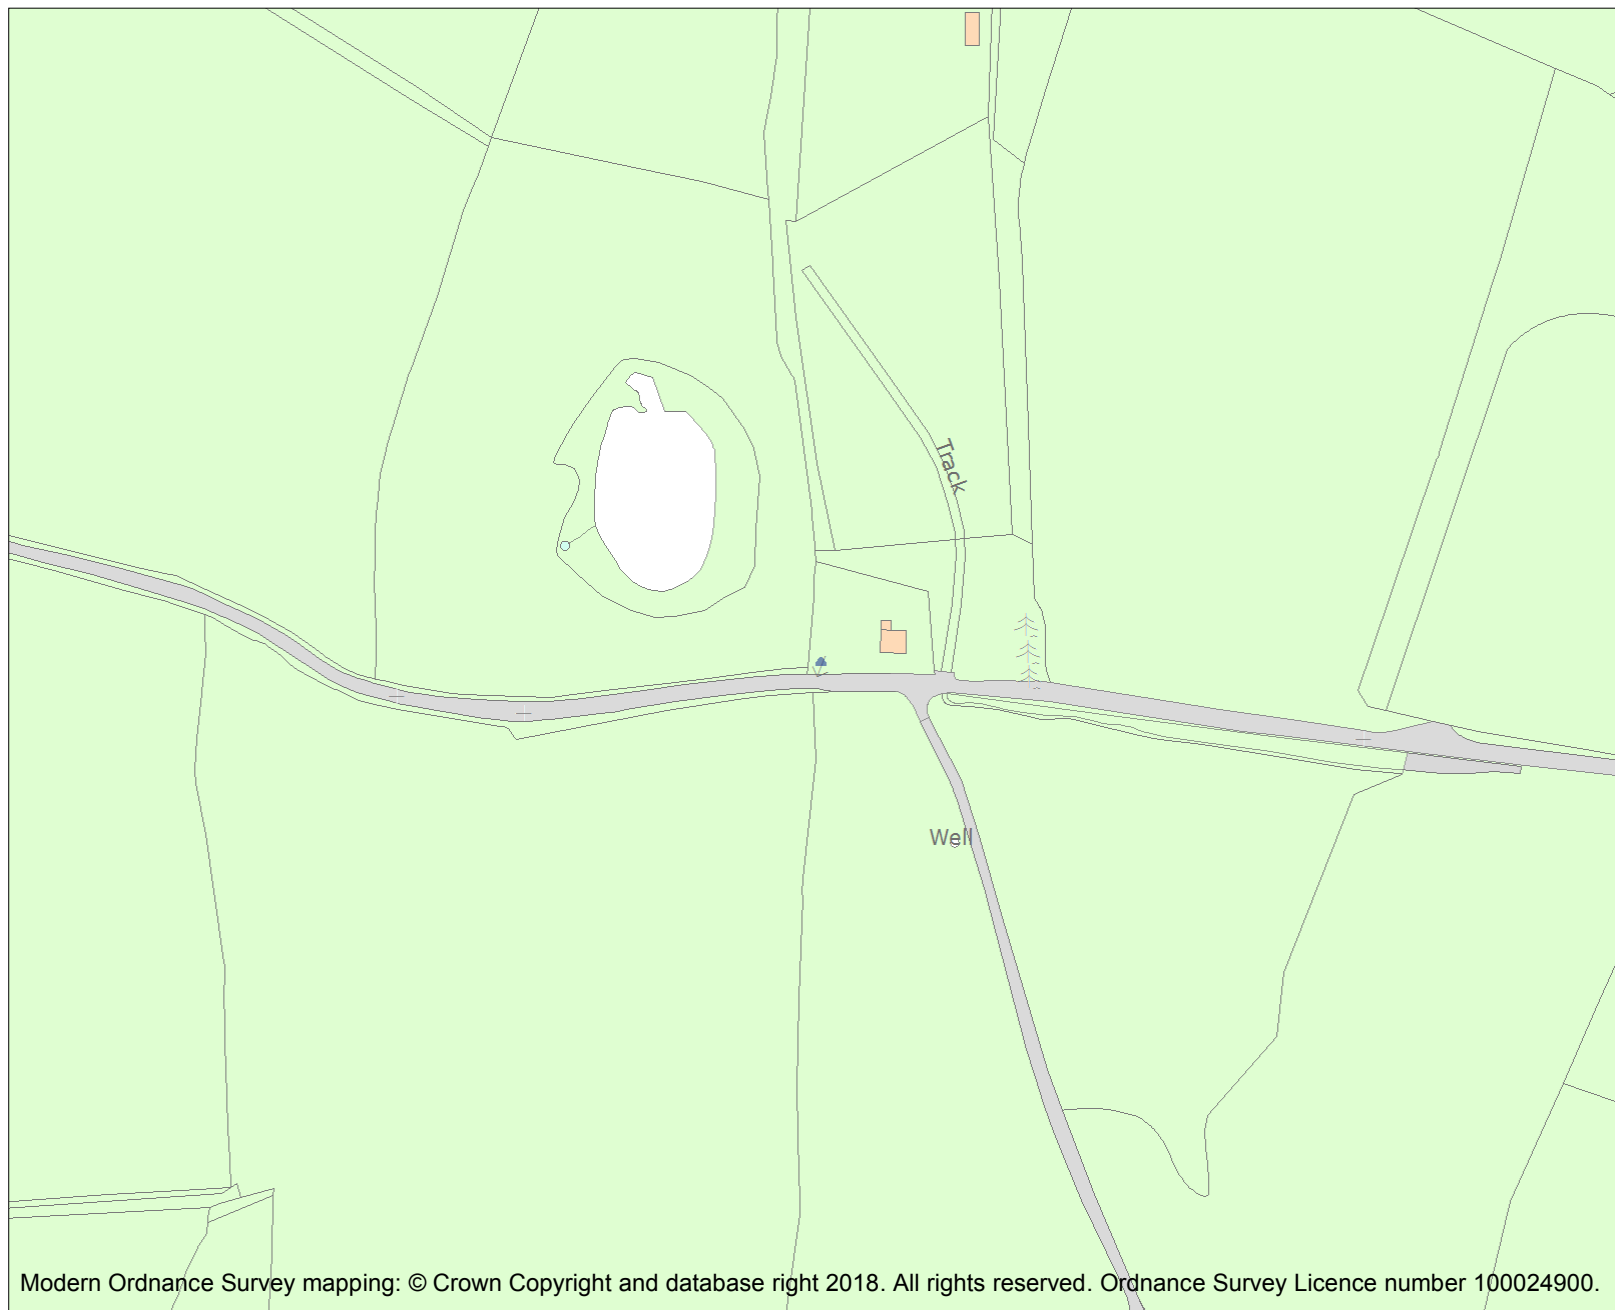 Track
Well
Modern Ordnance Survey mapping: © Crown Copyright and database right 2018. All rights reserved. Ordnance Survey Licence number 100024900.